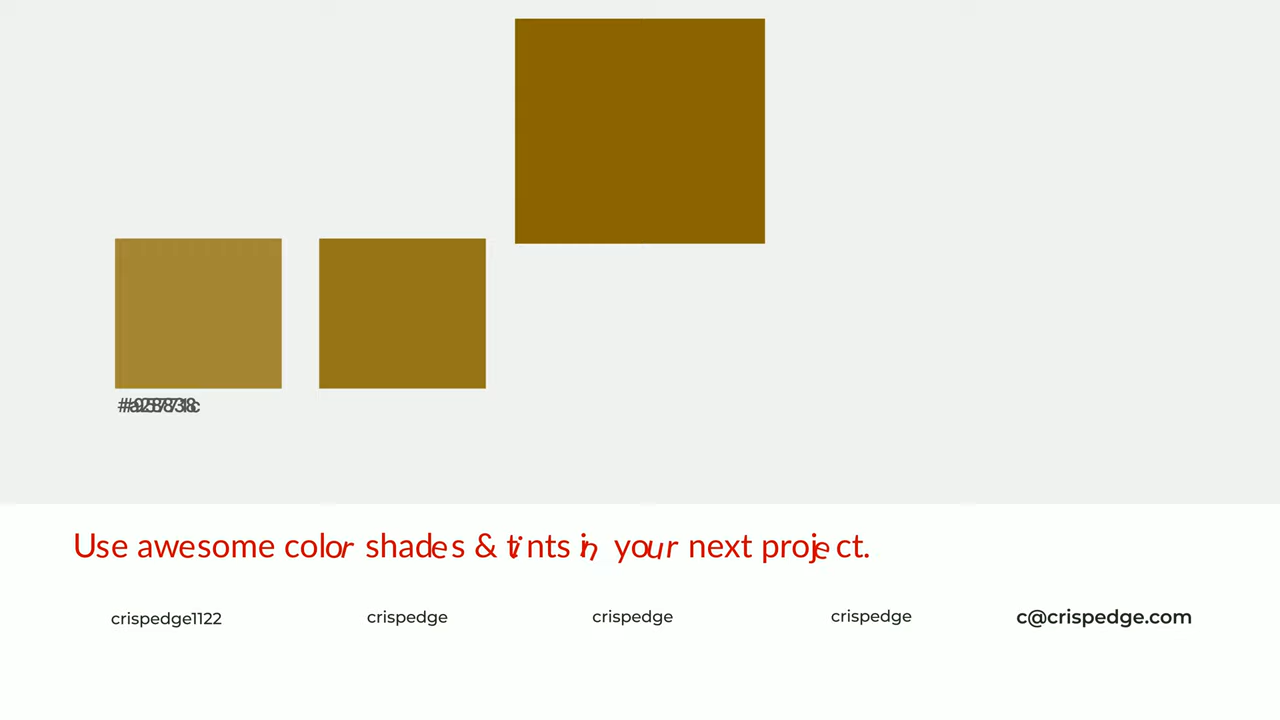 Use awesome color shades & tints in your next project.
crispedge1122 crispedge crispedge crispedge c@crispedge.com